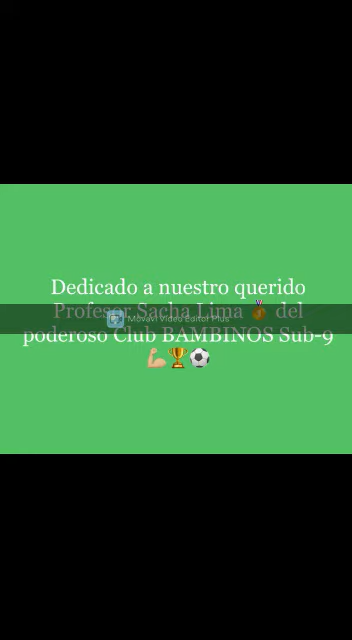 Dedicado a nuestro querido
Profesor Sacha Lima 🏅 del
Movavi Video Editor Plus
poderoso Club BAMBINOS Sub-9
💪🏼🏆⚽